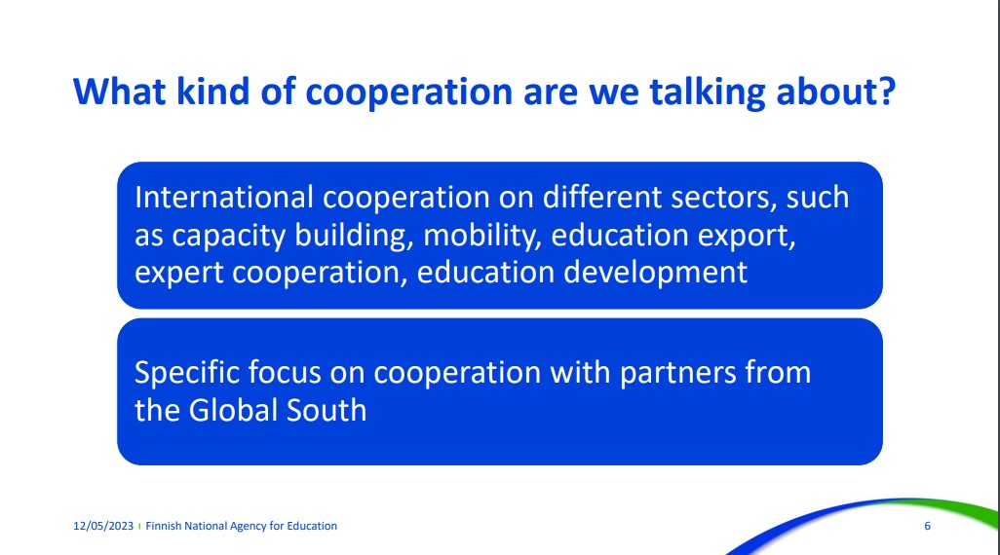 What kind of cooperation are we talking about?
International cooperation on different sectors, such
as capacity building, mobility, education export,
expert cooperation, education development
Specific focus on cooperation with partners from
the Global South
12/05/2023 I Finnish National Agency for Education
6